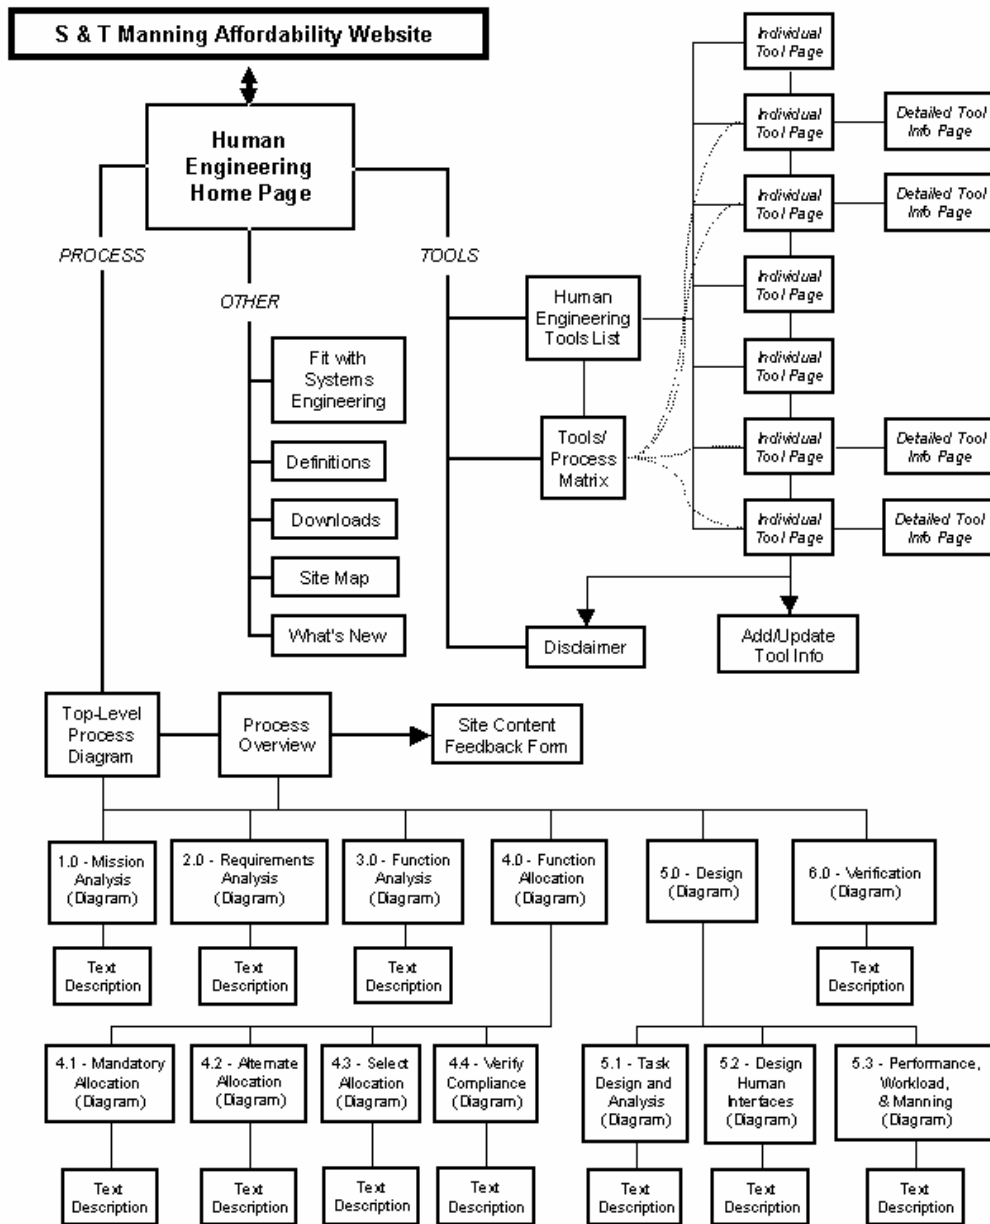 S & T Manning Affordability Website
Human
Engineering
Home Page
PROCESS
OTHER
TOOLS
Fit with
Systems
Engineering
Definitions
Downloads
Site Map
What's New
Human
Engineering
Tools List
Tools/
Process
Matrix
Disclaimer
Individual
Tool Page
Individual
Tool Page
Detailed Tool
Info Page
Individual
Tool Page
Detailed Tool
Info Page
Individual
Tool Page
Individual
Tool Page
Individual
Tool Page
Detailed Tool
Info Page
Individual
Tool Page
Detailed Tool
Info Page
Add/Update
Tool Info
Top-Level
Process
Diagram
Process
Overview
Site Content
Feedback Form
1.0 - Mission
Analysis
(Diagram)
2.0 - Requirements
Analysis
(Diagram)
3.0 - Function
Analysis
(Diagram)
4.0 - Function
Allocation
(Diagram)
5.0 - Design
(Diagram)
6.0 - Verification
(Diagram)
Text
Description
Text
Description
Text
Description
Text
Description
4.1 - Mandatory
Allocation
(Diagram)
4.2 - Alternate
Allocation
(Diagram)
4.3 - Select
Allocation
(Diagram)
4.4 - Verify
Compliance
(Diagram)
5.1 - Task
Design and
Analysis
(Diagram)
5.2 - Design
Human
Interfaces
(Diagram)
5.3 - Performance,
Workload,
& Manning
(Diagram)
Text
Description
Text
Description
Text
Description
Text
Description
Text
Description
Text
Description
Text
Description